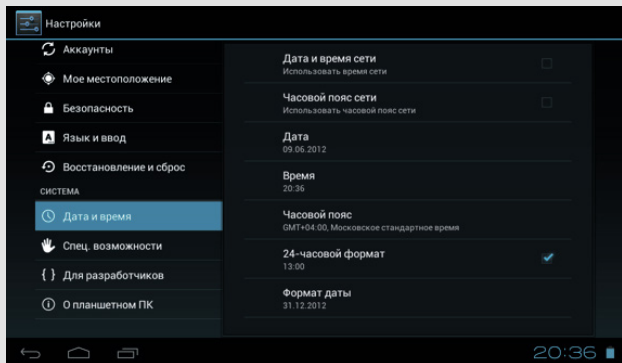 Настройки
Аккаунты
Мое местоположение
Безопасность
Язык и ввод
Восстановление и сброс
СИСТЕМА
Дата и время
Спец. возможности
Для разработчиков
О планшетном ПК
Дата и время сети
Использовать время сети
Часовой пояс сети
Использовать часовой пояс сети
Дата
09.06.2012
Время
20:36
Часовой пояс
GMT+04:00, Московское стандартное время
24-часовой формат
13:00
Формат даты
31.12.2012
20:36